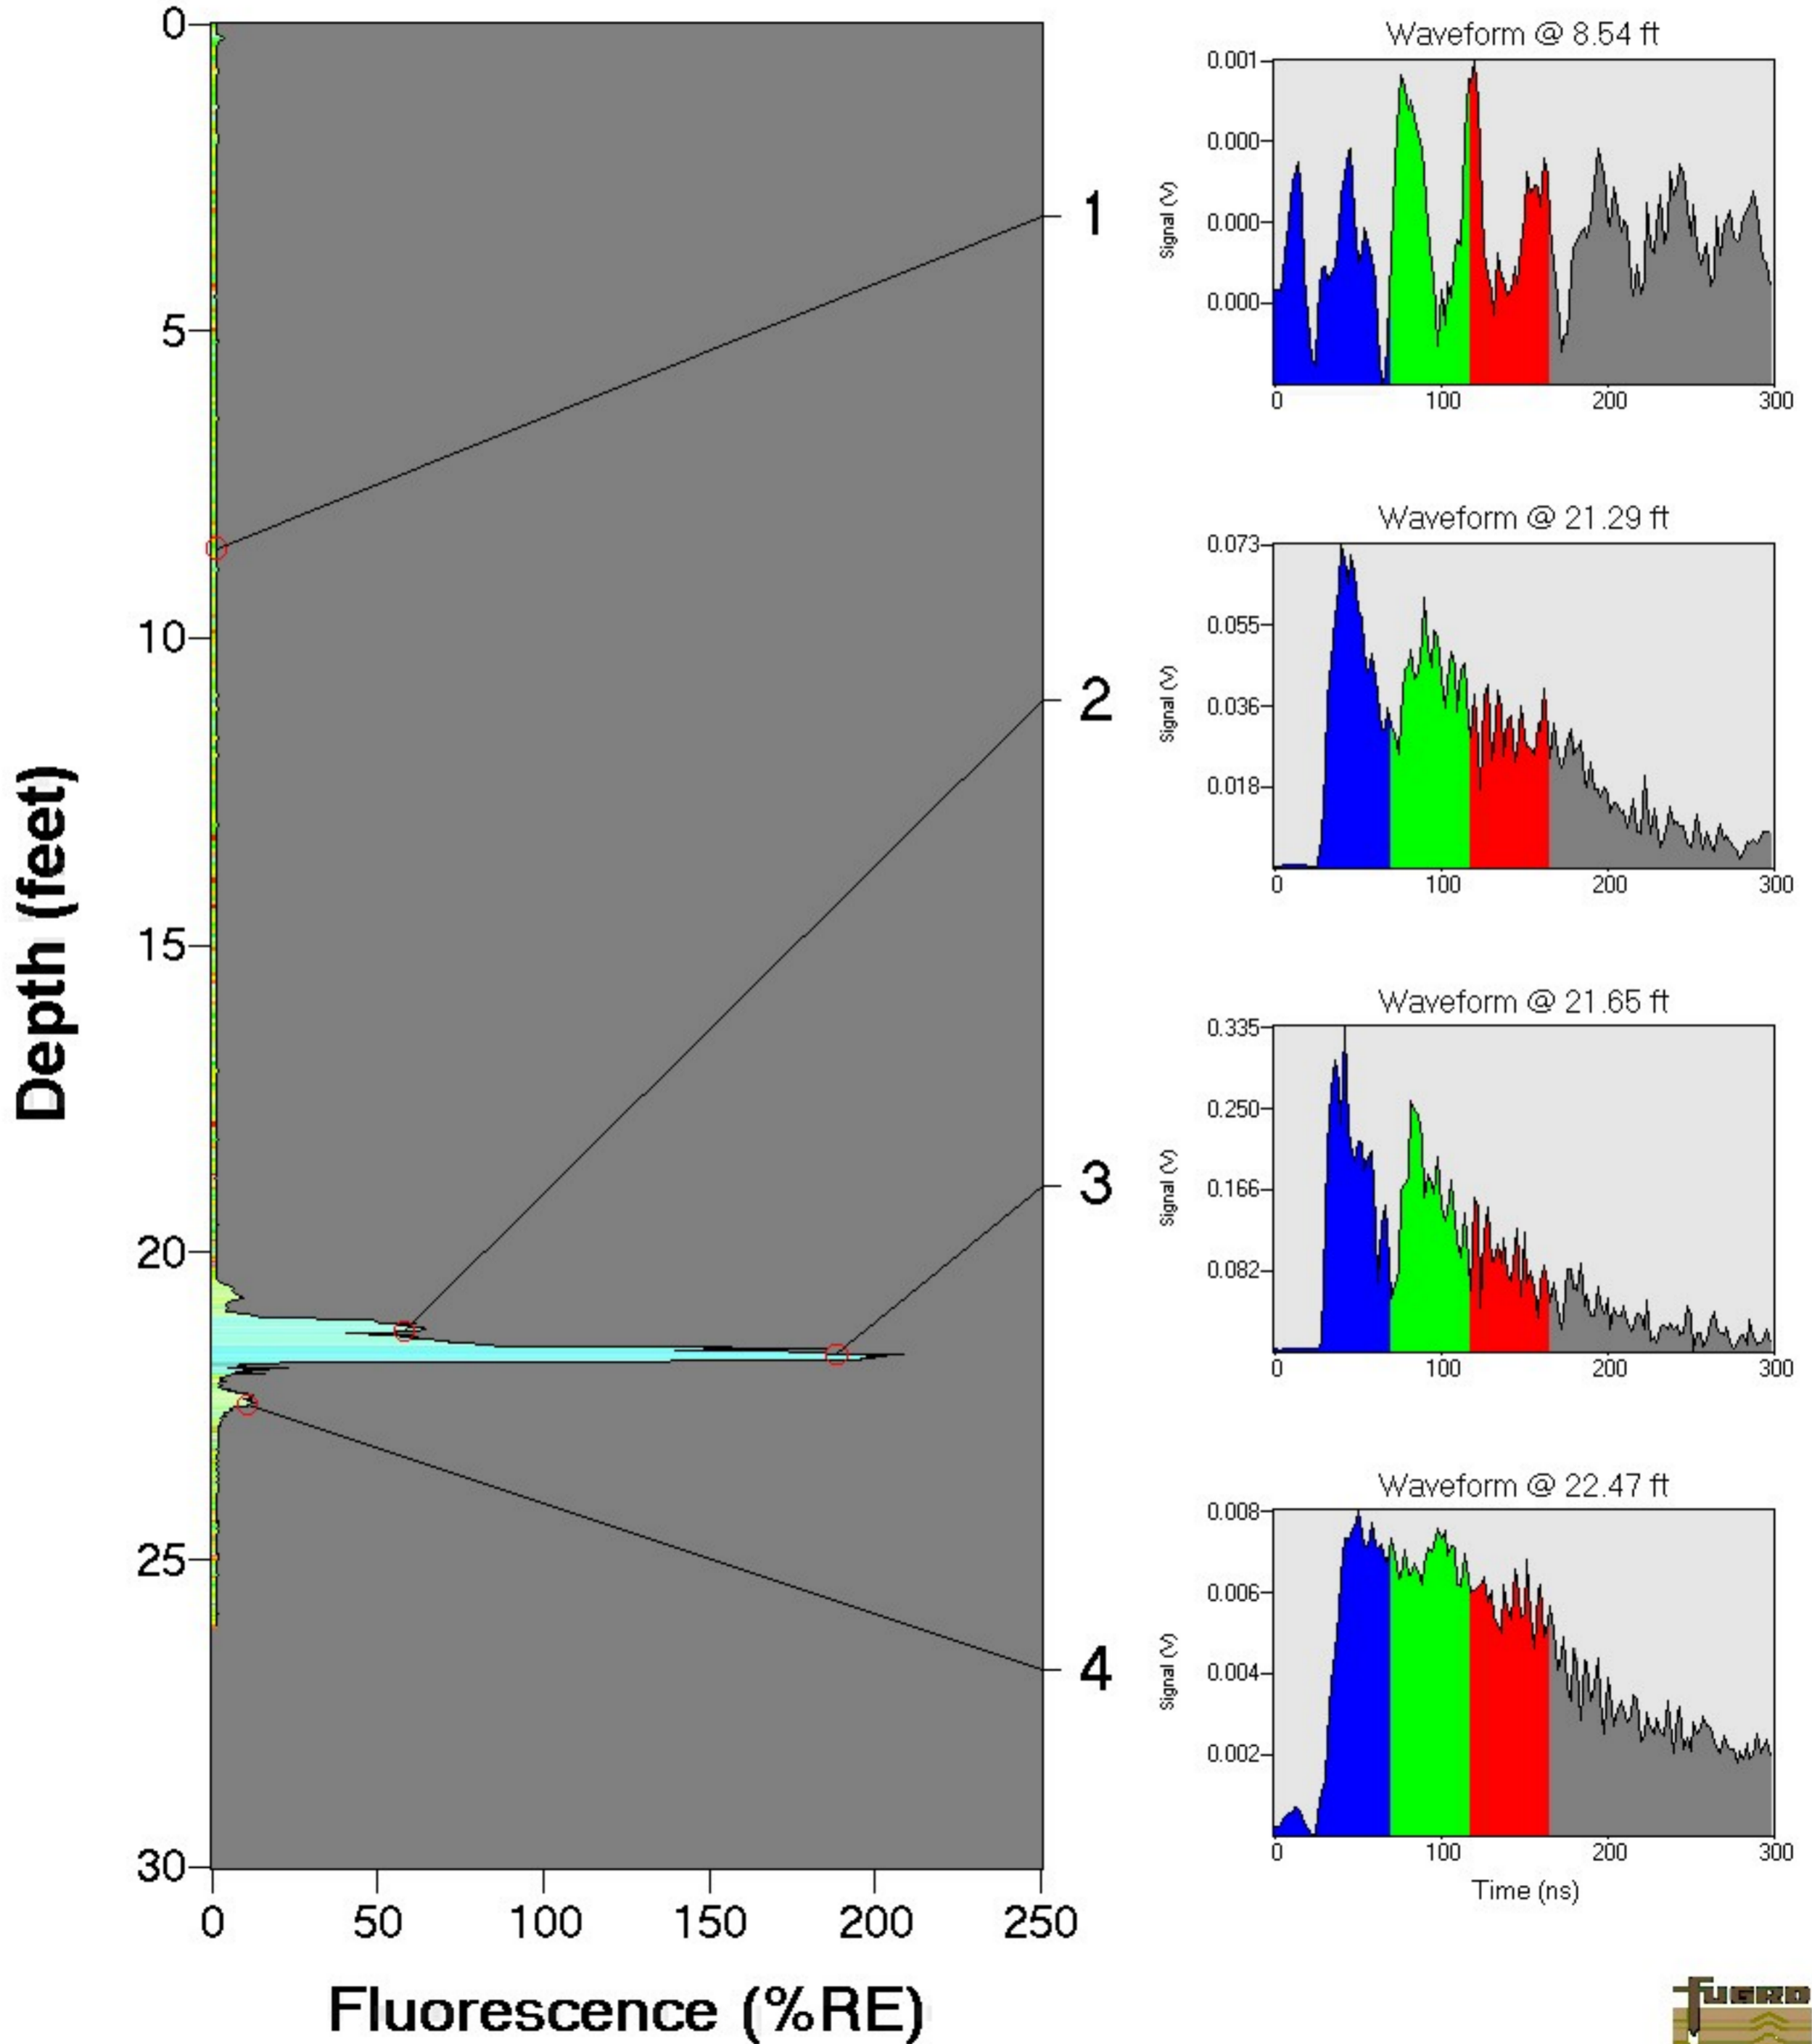 Depth (feet)
0
5
10
15
20
25
30
0 50 100 150 200 250
Fluorescence (%RE)
1
2
3
4
Waveform @ 8.54 ft
Signal (V)
0.001
0.000
0.000
0.000
0 100 200 300
Waveform @ 21.29 ft
Signal (V)
0.073
0.055
0.036
0.018
0 100 200 300
Waveform @ 21.65 ft
Signal (V)
0.335
0.250
0.166
0.082
0 100 200 300
Waveform @ 22.47 ft
Signal (V)
0.008
0.006
0.004
0.002
0 100 200 300
Time (ns)
fUGRO